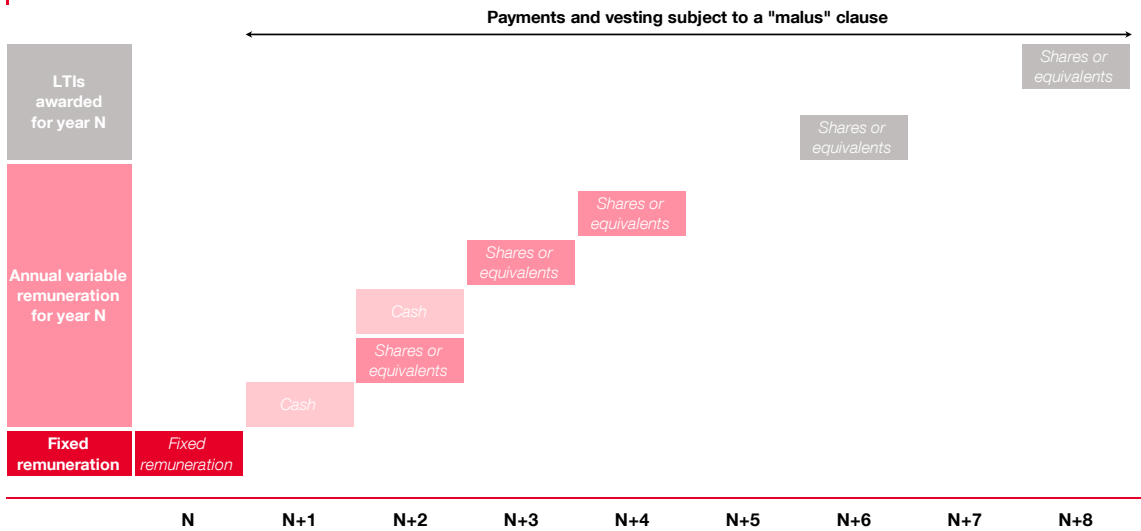 Payments and vesting subject to a "malus" clause
LTIs
awarded
for year N
Shares or
equivalents
Shares or
equivalents
Annual variable
remuneration
for year N
Shares or
equivalents
Shares or
equivalents
Cash
Shares or
equivalents
Cash
Fixed
remuneration
Fixed
remuneration
N N+1 N+2 N+3 N+4 N+5 N+6 N+7 N+8